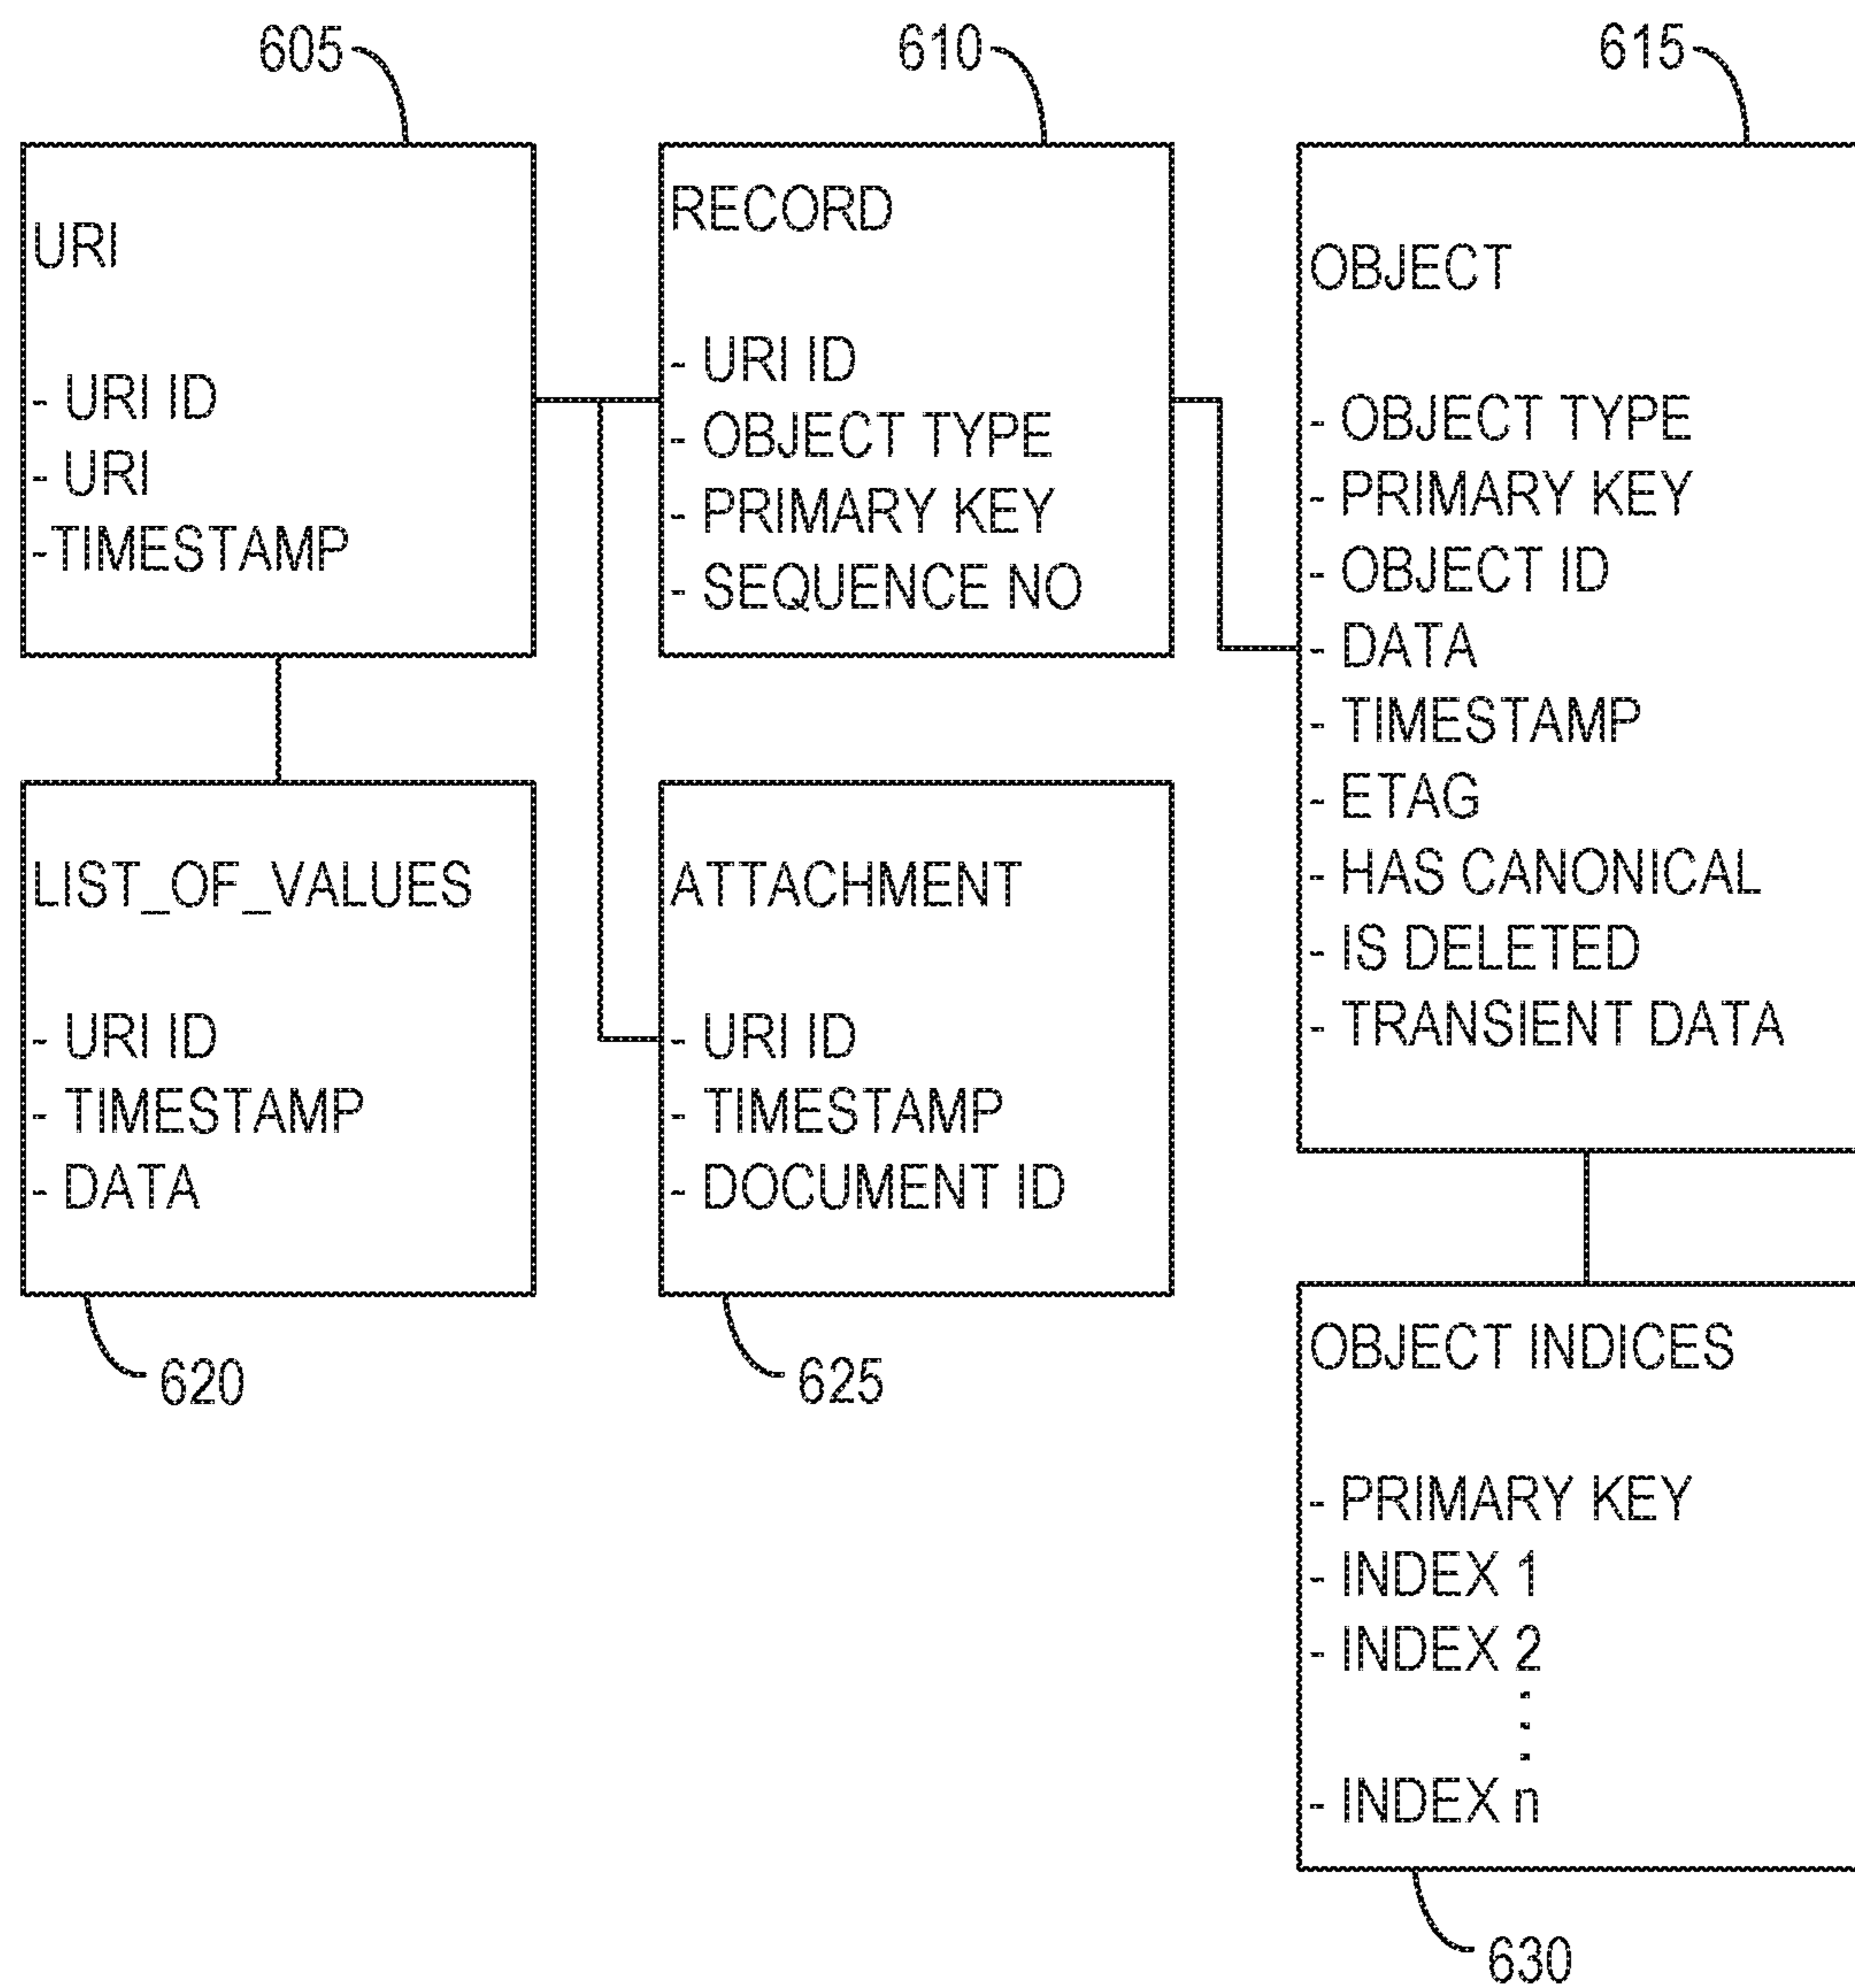 605
610
615
URI
- URI ID
- URI
-TIMESTAMP
RECORD
- URI ID
- OBJECT TYPE
- PRIMARY KEY
- SEQUENCE NO
OBJECT
- OBJECT TYPE
- PRIMARY KEY
- OBJECT ID
- DATA
- TIMESTAMP
- ETAG
- HAS CANONICAL
- IS DELETED
- TRANSIENT DATA
LIST_OF_VALUES
- URI ID
- TIMESTAMP
- DATA
620
ATTACHMENT
- URI ID
- TIMESTAMP
- DOCUMENT ID
625
OBJECT INDICES
- PRIMARY KEY
- INDEX 1
- INDEX 2
- INDEX n
630